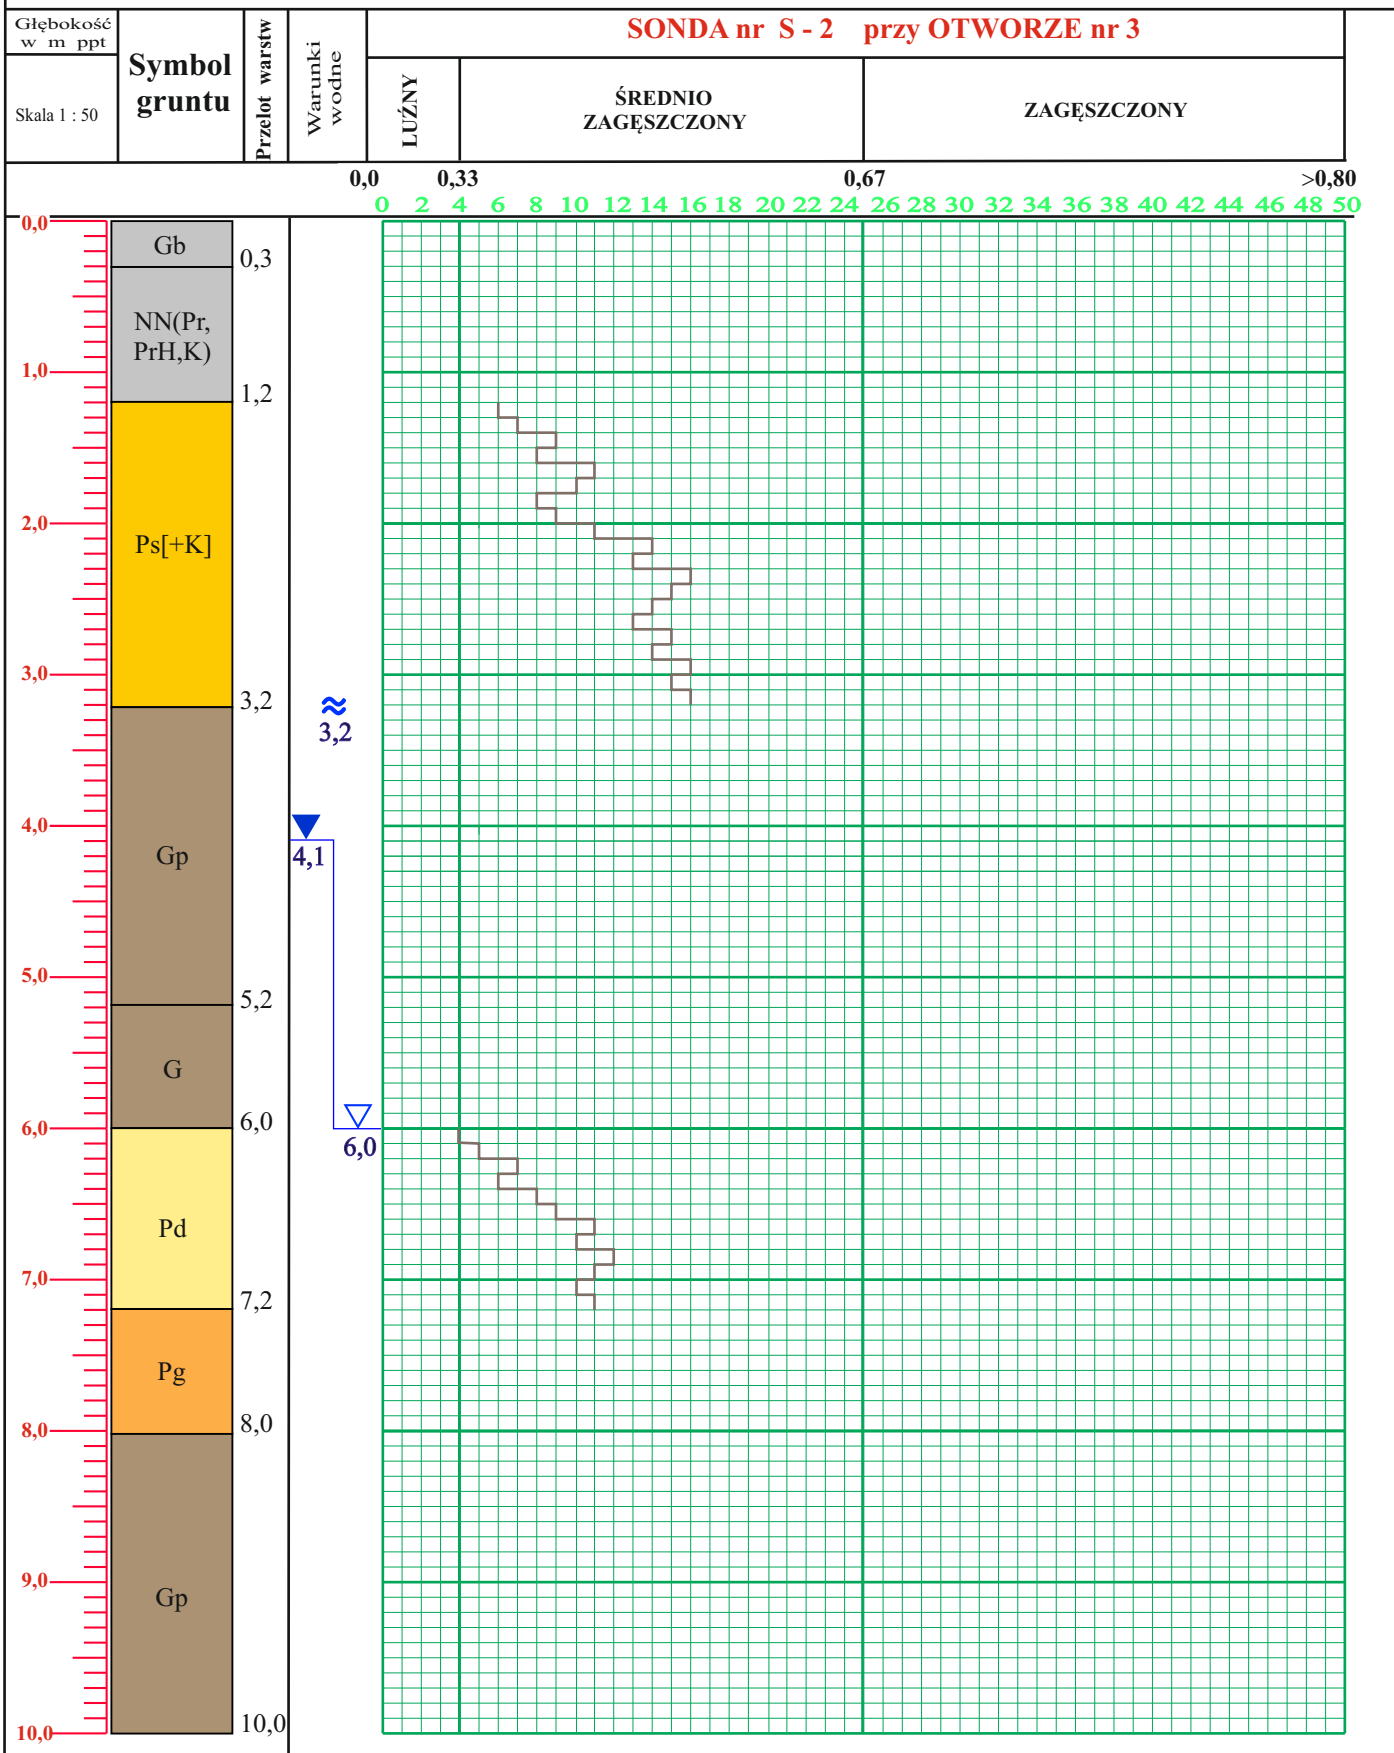 Głębokość
w m ppt
Skala 1 : 50
Symbol
gruntu
Przelot warstw
Warunki
wodne
SONDA nr S - 2 przy OTWORZE nr 3
LUŹNY
ŚREDNIO
ZAGĘSZCZONY
ZAGĘSZCZONY
0,0 0,33 0,67 >0,80
0 2 4 6 8 10 12 14 16 18 20 22 24 26 28 30 32 34 36 38 40 42 44 46 48 50
0,0
Gb
0,3
NN(Pr,
PrH,K)
1,0
1,2
2,0
Ps[+K]
3,0
3,2
3,2
4,0
4,1
Gp
5,0
5,2
G
6,0
6,0
6,0
Pd
7,0
7,2
Pg
8,0
8,0
9,0
Gp
10,0
10,0